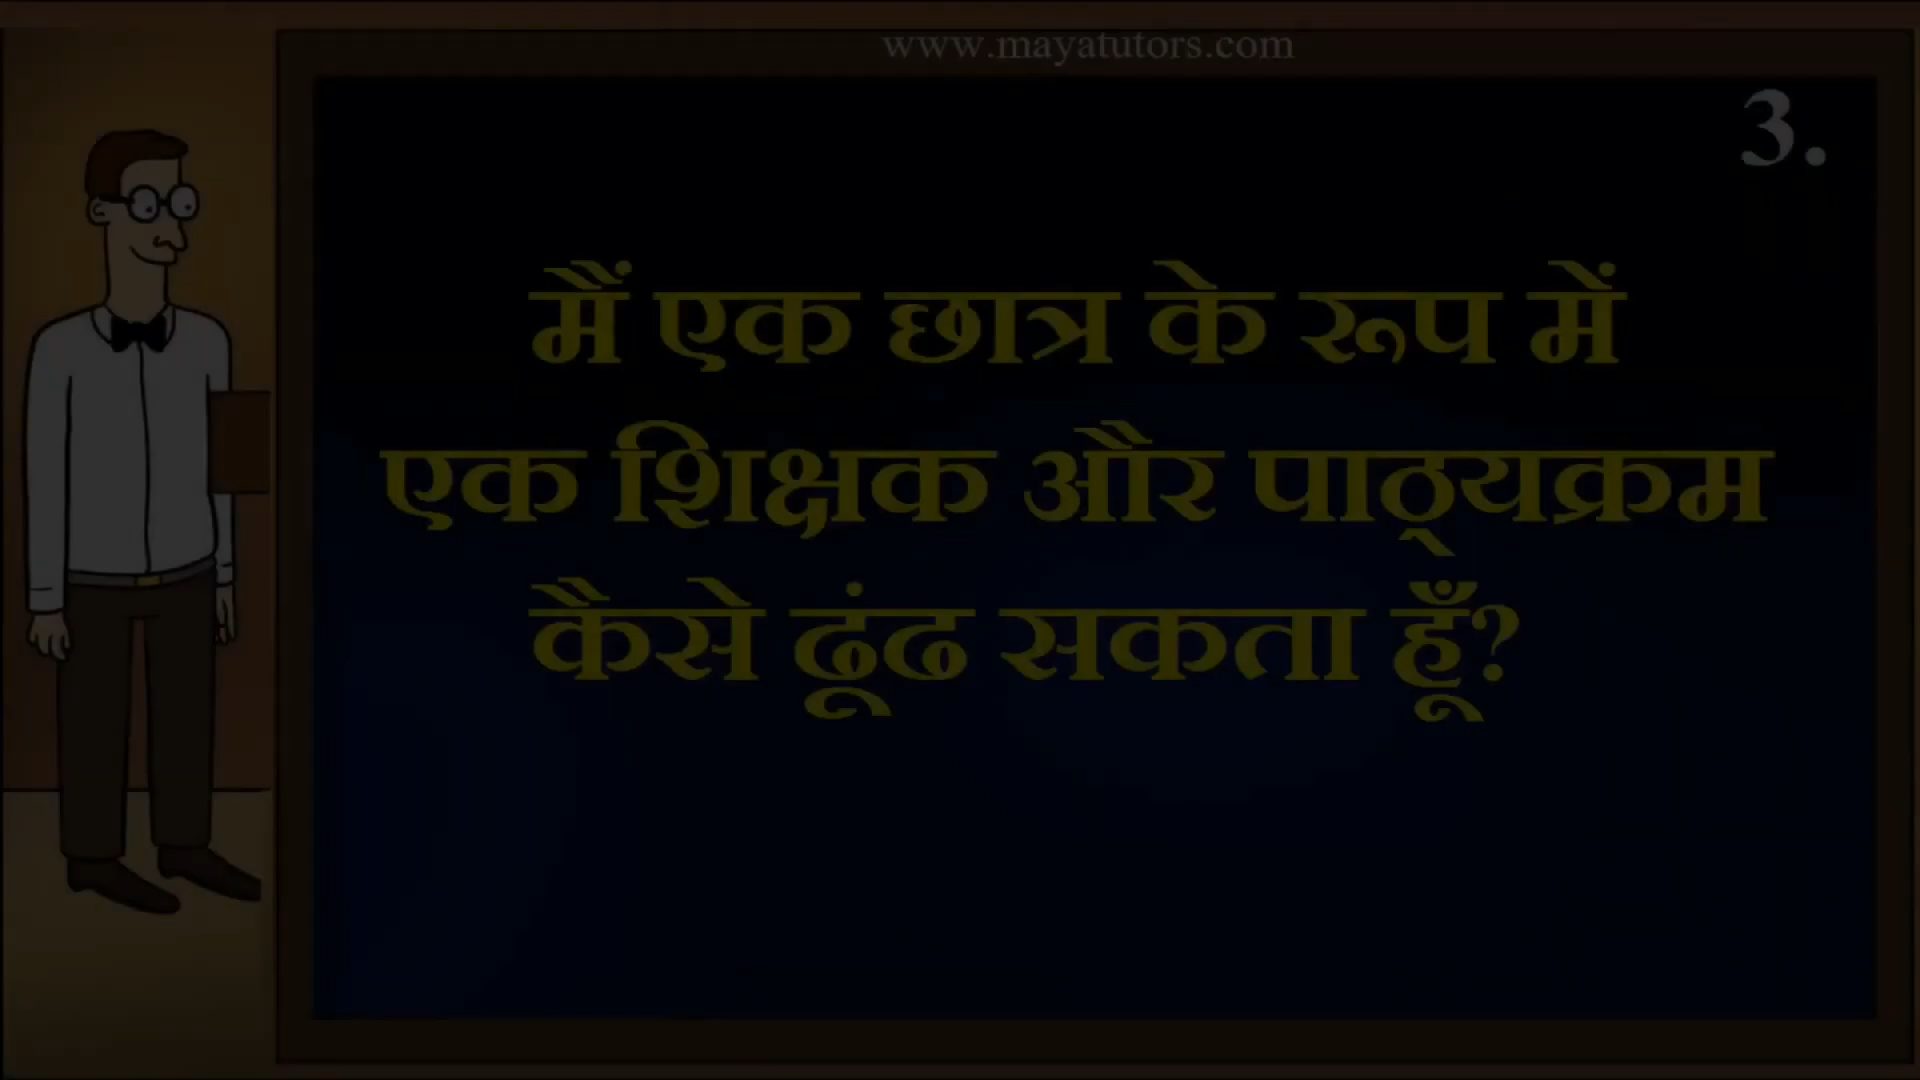 www.mayatutors.com
3.
मैं एक छात्र के रूप में
एक शिक्षक और पाठ्यक्रम
कैसे ढूंढ सकता हूँ?